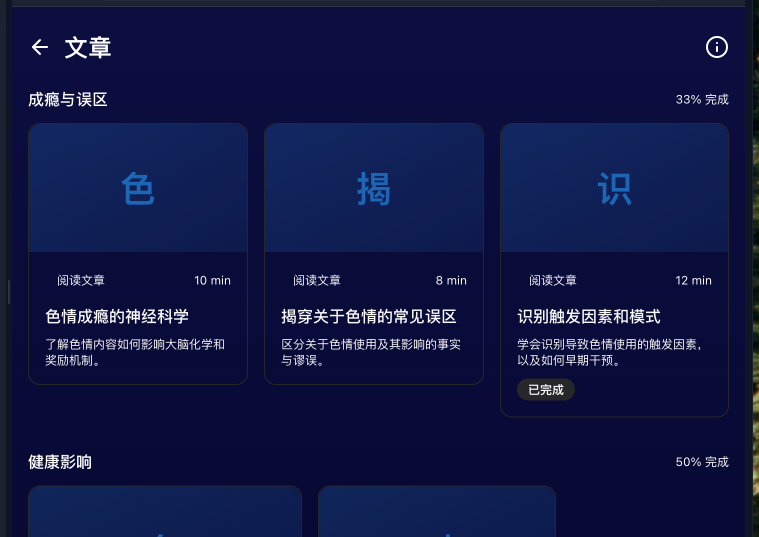 文章
成瘾与误区
33% 完成
色
揭
识
阅读文章
10 min
色情成瘾的神经科学
了解色情内容如何影响大脑化学和
奖励机制。
阅读文章
8 min
揭穿关于色情的常见误区
区分关于色情使用及其影响的事实
与谬误。
阅读文章
12 min
识别触发因素和模式
学会识别导致色情使用的触发因素，
以及如何早期干预。
已完成
健康影响
50% 完成